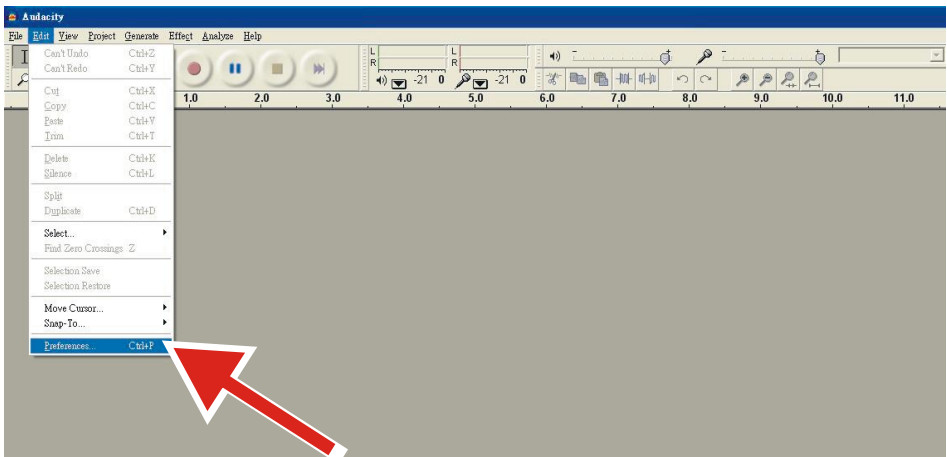 Audacity
File Edit View Project Generate Effect Analyze Help
Can't Undo Ctrl+Z
Can't Redo Ctrl+Y
Cut Ctrl+X
Copy Ctrl+C
Paste Ctrl+V
Trim Ctrl+T
Delete Ctrl+K
Silence Ctrl+L
Split
Duplicate Ctrl+D
Select...
Find Zero Crossings Z
Selection Save
Selection Restore
Move Cursor...
Snap-To...
Preferences... Ctrl+P
L
R
-21 0
L
R
-21 0
1.0 2.0 3.0 4.0 5.0 6.0 7.0 8.0 9.0 10.0 11.0